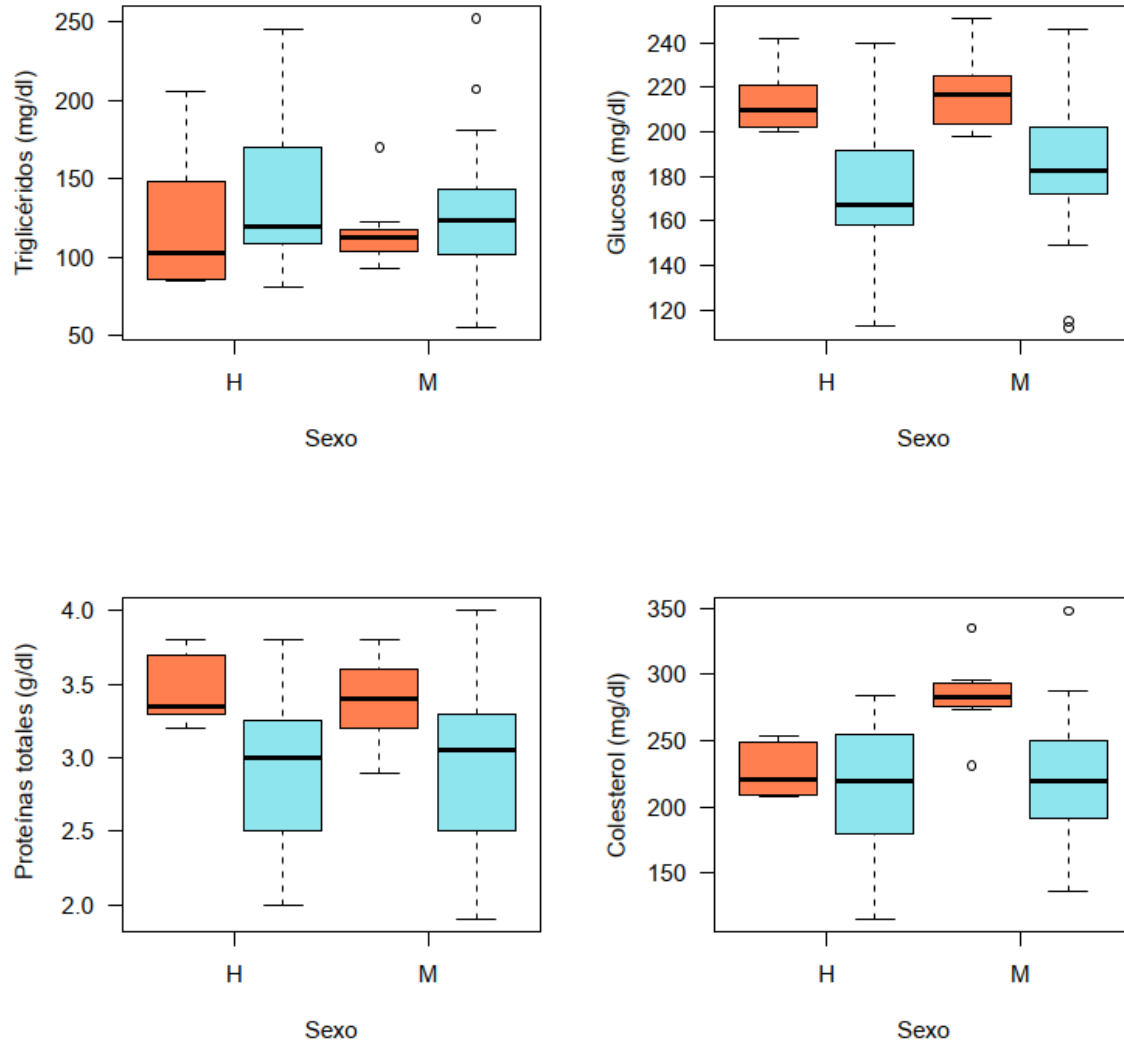 Triglicéridos (mg/dl)
250
200
150
100
50
H M
Sexo
Glucosa (mg/dl)
240
220
200
180
160
140
120
H M
Sexo
Proteínas totales (g/dl)
4.0
3.5
3.0
2.5
2.0
H M
Sexo
Colesterol (mg/dl)
350
300
250
200
150
H M
Sexo